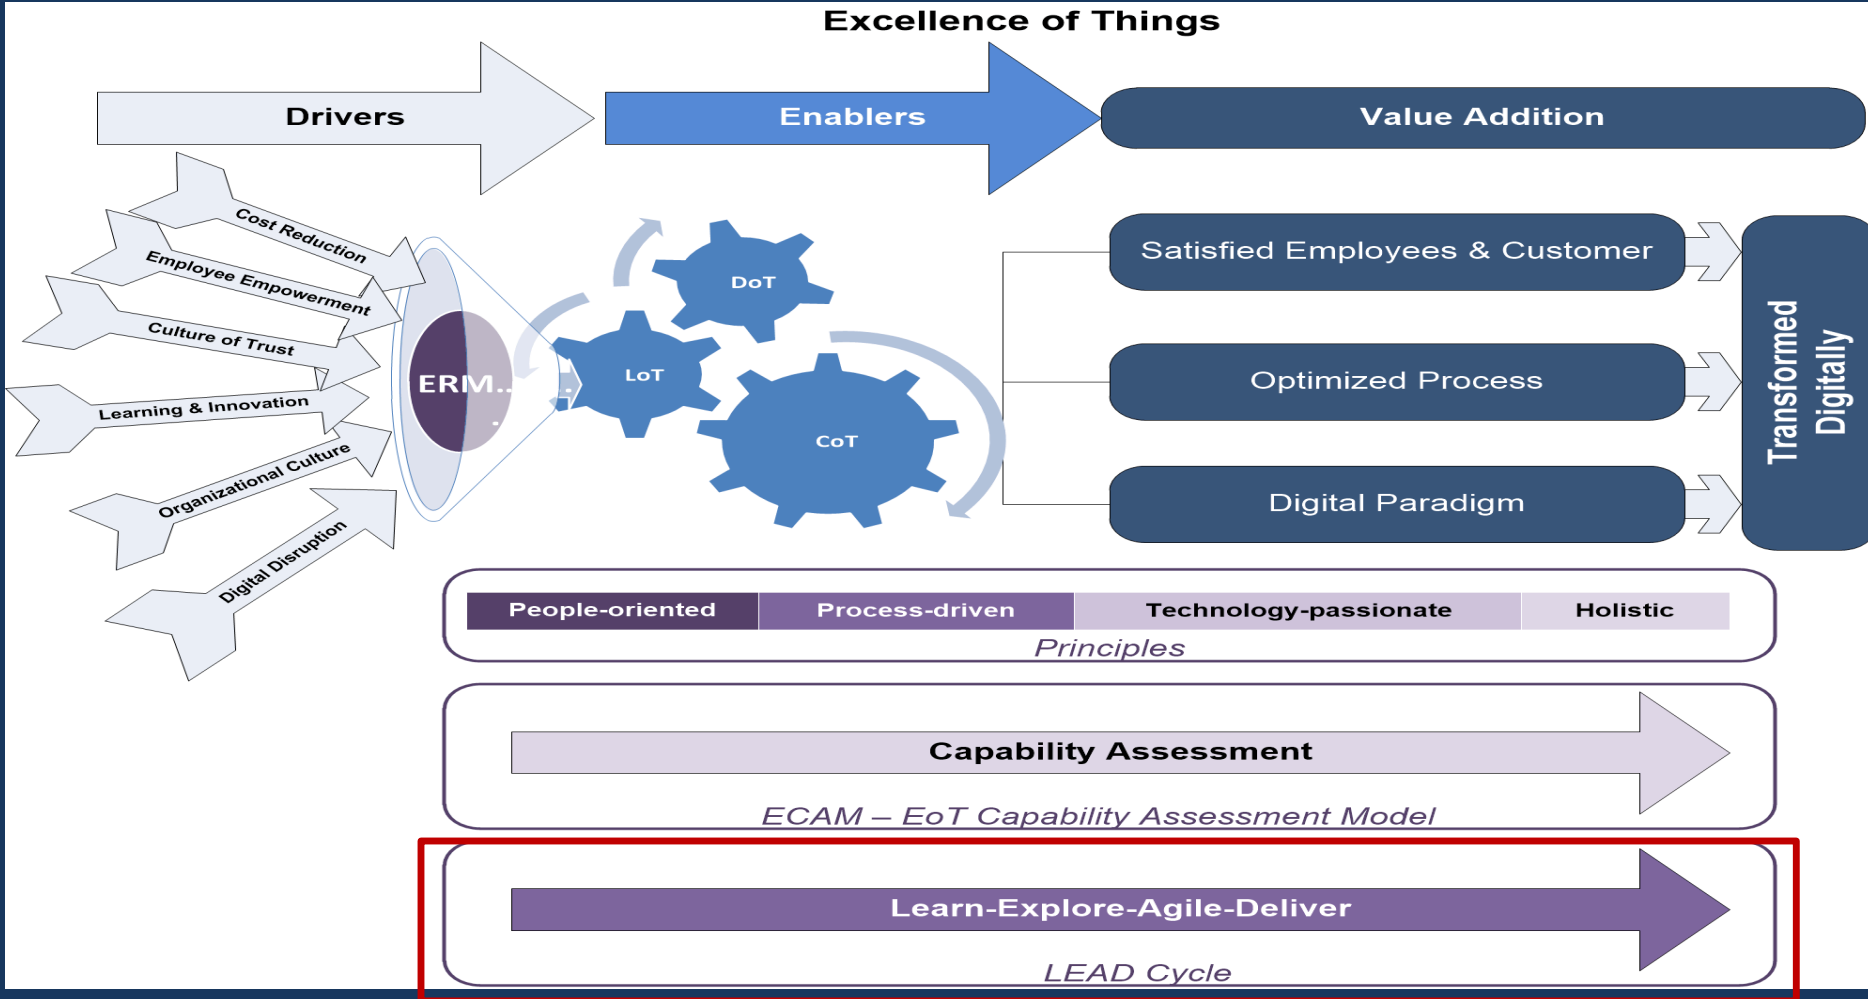 Excellence of Things
Drivers
Enablers
Value Addition
Cost Reduction
Employee Empowerment
Culture of Trust
Learning & Innovation
Organizational Culture
Digital Disruption
ERM...
DoT
LoT
CoT
Satisfied Employees & Customer
Optimized Process
Digital Paradigm
Transformed
Digitally
People-oriented
Process-driven
Technology-passionate
Holistic
Principles
Capability Assessment
ECAM – EoT Capability Assessment Model
Learn-Explore-Agile-Deliver
LEAD Cycle